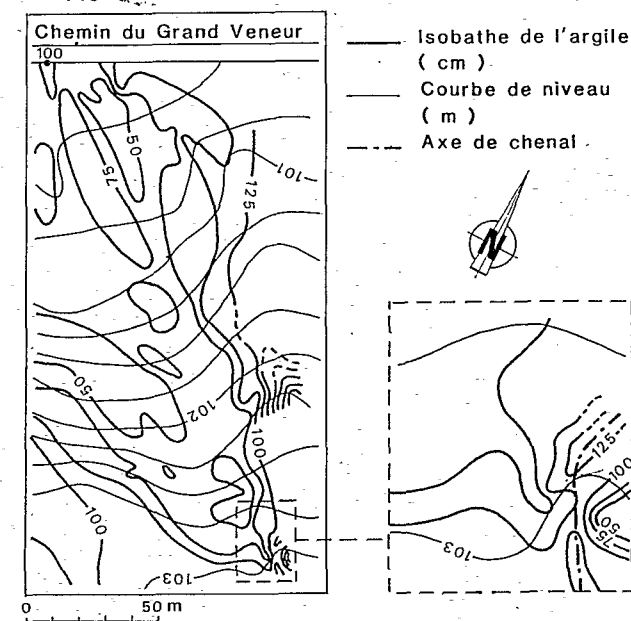 Chemin du Grand Veneur
100
50
75
101
125
50
102
100
100
103
0 50 m
Isobathe de l'argile
( cm )
Courbe de niveau
( m )
Axe de chenal
N
125
100
50
75
103